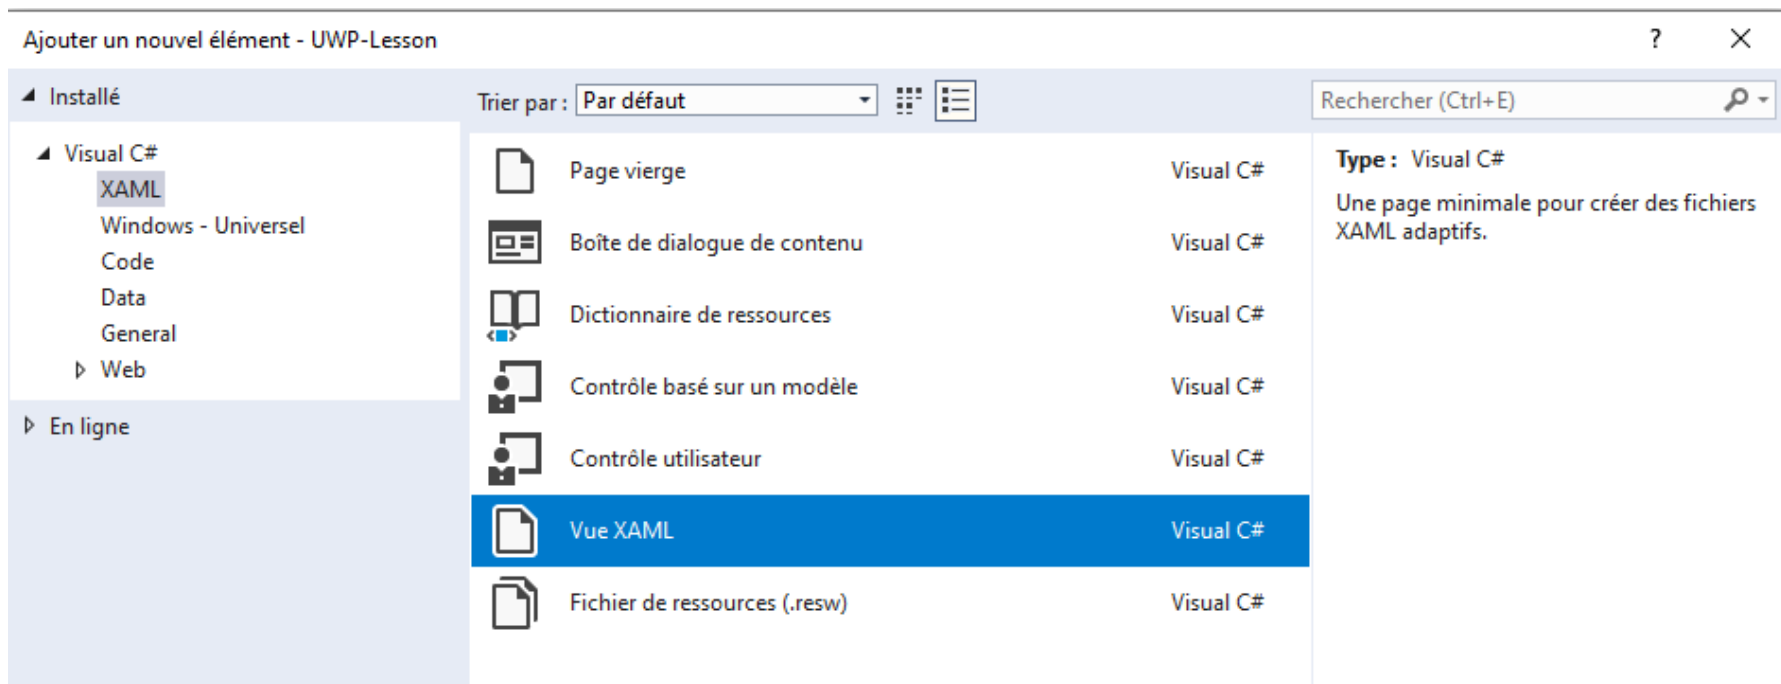 Ajouter un nouvel élément - UWP-Lesson
?
Installé
Visual C#
XAML
Windows - Universel
Code
Data
General
Web
En ligne
Trier par : Par défaut
Page vierge Visual C#
Boîte de dialogue de contenu Visual C#
Dictionnaire de ressources Visual C#
Contrôle basé sur un modèle Visual C#
Contrôle utilisateur Visual C#
Vue XAML Visual C#
Fichier de ressources (.resw) Visual C#
Rechercher (Ctrl+E)
Type : Visual C#
Une page minimale pour créer des fichiers
XAML adaptifs.